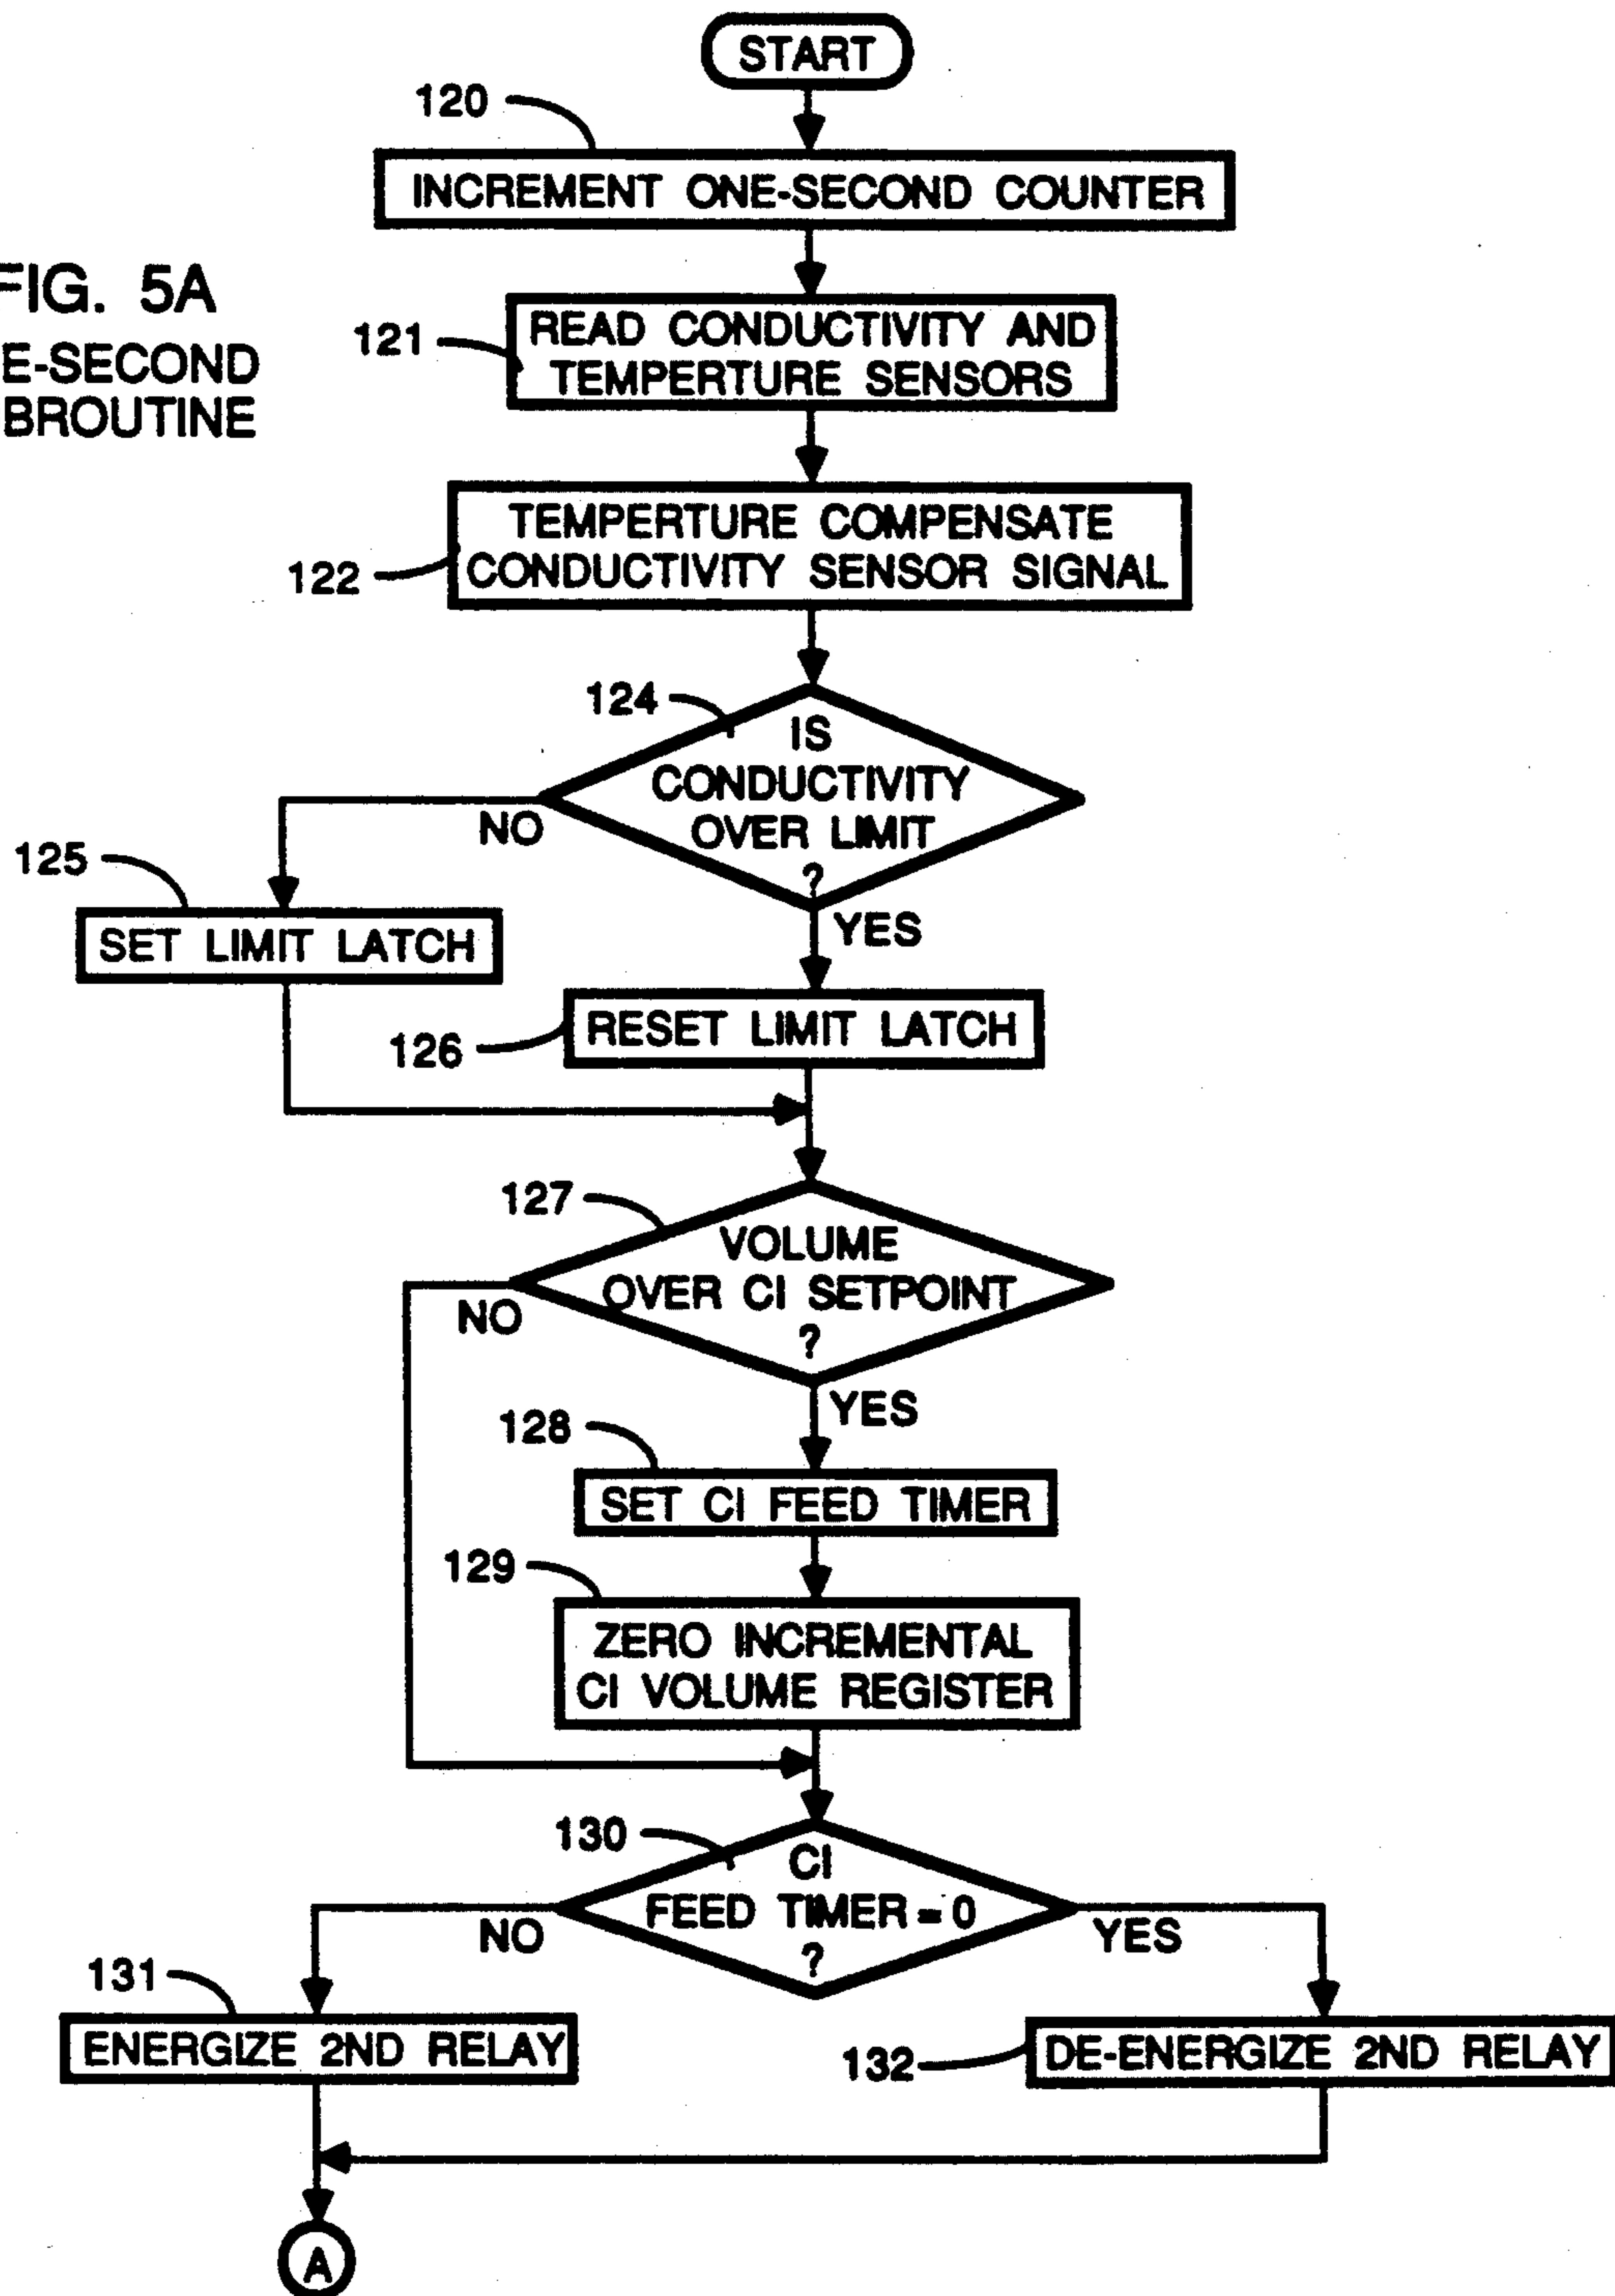 START
120
INCREMENT ONE-SECOND COUNTER
FIG. 5A
E-SECOND
BROUTINE
121
READ CONDUCTIVITY AND
TEMPERTURE SENSORS
122
TEMPERTURE COMPENSATE
CONDUCTIVITY SENSOR SIGNAL
124
IS
CONDUCTIVITY
OVER LIMIT
?
NO
YES
125
SET LIMIT LATCH
126
RESET LIMIT LATCH
127
VOLUME
OVER CI SETPOINT
?
NO
YES
128
SET CI FEED TIMER
129
ZERO INCREMENTAL
CI VOLUME REGISTER
130
CI
FEED TIMER = 0
?
NO
YES
131
ENERGIZE 2ND RELAY
132
DE-ENERGIZE 2ND RELAY
A